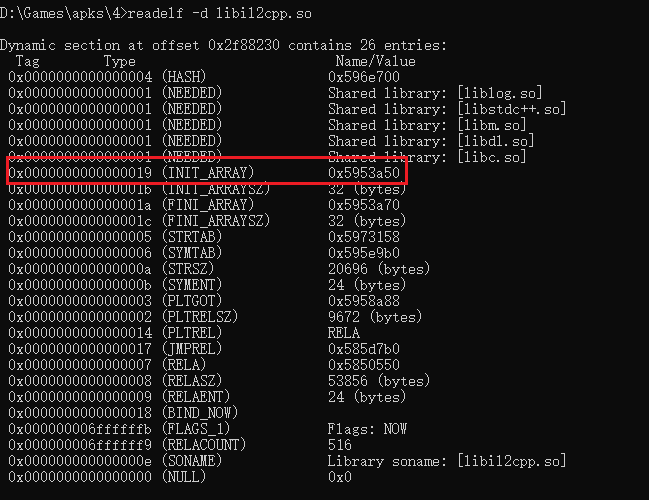 D:\Games\apks\4>readelf -d libil2cpp.so
Dynamic section at offset 0x2f88230 contains 26 entries:
Tag Type Name/Value
0x0000000000000004 (HASH) 0x596e700
0x0000000000000001 (NEEDED) Shared library: [liblog.so]
0x0000000000000001 (NEEDED) Shared library: [libstdc++.so]
0x0000000000000001 (NEEDED) Shared library: [libm.so]
0x0000000000000001 (NEEDED) Shared library: [libdl.so]
0x0000000000000001 (NEEDED) Shared library: [libc.so]
0x0000000000000019 (INIT_ARRAY) 0x5953a50
0x000000000000001b (INIT_ARRAYSZ) 32 (bytes)
0x000000000000001a (FINI_ARRAY) 0x5953a70
0x000000000000001c (FINI_ARRAYSZ) 32 (bytes)
0x0000000000000005 (STRTAB) 0x5973158
0x0000000000000006 (SYMTAB) 0x595e9b0
0x000000000000000a (STRSZ) 20696 (bytes)
0x000000000000000b (SYMENT) 24 (bytes)
0x0000000000000003 (PLTGOT) 0x5958a88
0x0000000000000002 (PLTRELSZ) 9672 (bytes)
0x0000000000000014 (PLTREL) RELA
0x0000000000000017 (JMPREL) 0x585d7b0
0x0000000000000007 (RELA) 0x5850550
0x0000000000000008 (RELASZ) 53856 (bytes)
0x0000000000000009 (RELAENT) 24 (bytes)
0x0000000000000018 (BIND_NOW)
0x000000006ffffffb (FLAGS_1) Flags: NOW
0x000000006ffffff9 (RELACOUNT) 516
0x000000000000000e (SONAME) Library soname: [libil2cpp.so]
0x0000000000000000 (NULL) 0x0